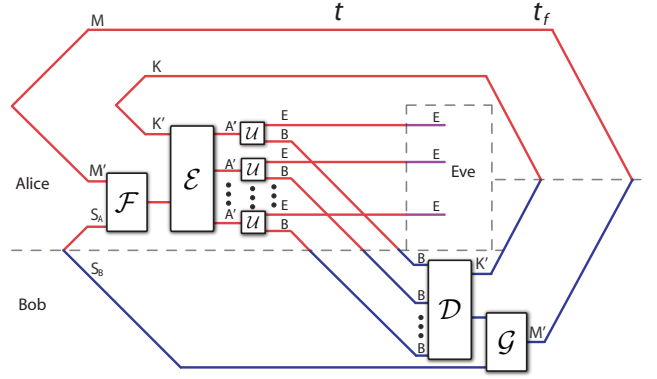 t t_f
M
K
K′
A′ 𝒰 E
B
M′
Alice ℱ ℰ A′ 𝒰 E Eve E
B
S_A
A′ 𝒰 E E
B
E
S_B
B K′
Bob B 𝒟
B 𝒢 M′